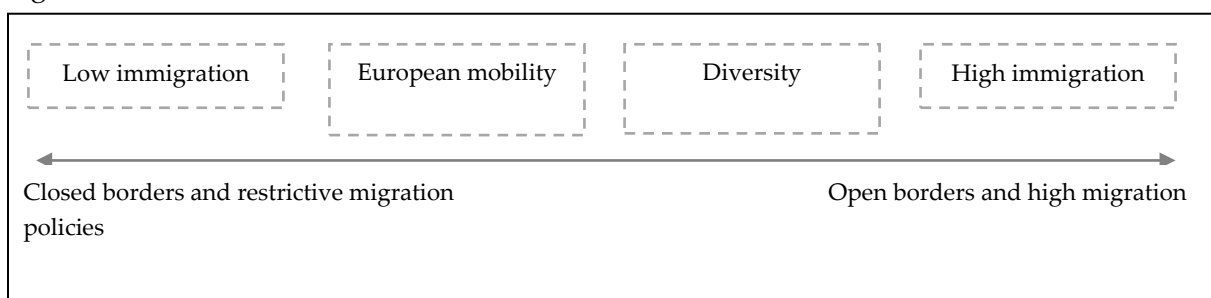 Low immigration
European mobility
Diversity
High immigration
Closed borders and restrictive migration
policies
Open borders and high migration